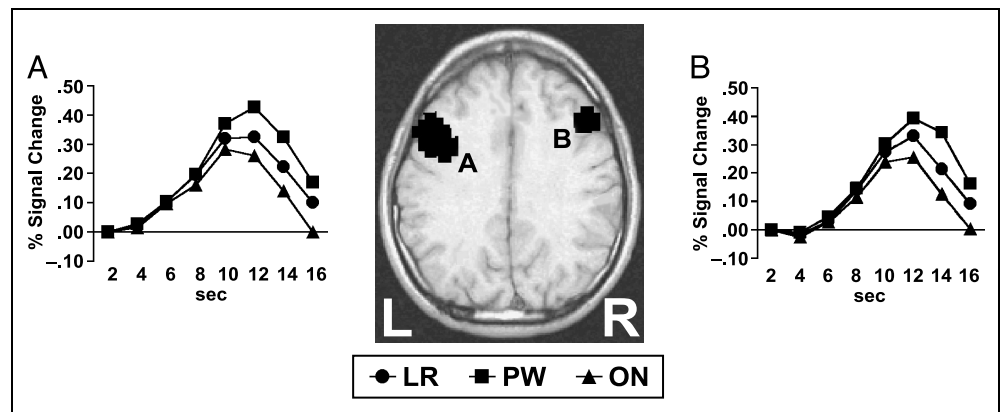 A
% Signal Change
.50
.40
.30
.20
.10
.00
–.10
2 4 6 8 10 12 14 16
sec
A
B
L R
B
% Signal Change
.50
.40
.30
.20
.10
.00
–.10
2 4 6 8 10 12 14 16
sec
LR PW ON